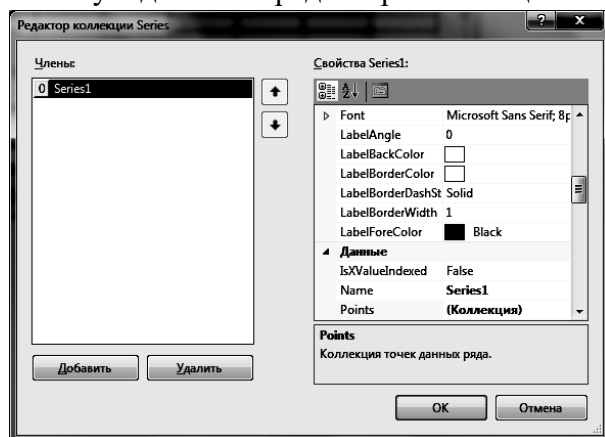 Редактор коллекции Series
?
x
Члены:
0 Series1
Добавить
Удалить
Свойства Series1:
Font Microsoft Sans Serif; 8p
LabelAngle 0
LabelBackColor
LabelBorderColor
LabelBorderDashSt Solid
LabelBorderWidth 1
LabelForeColor Black
Данные
IsXValueIndexed False
Name Series1
Points (Коллекция)
Points
Коллекция точек данных ряда.
OK
Отмена